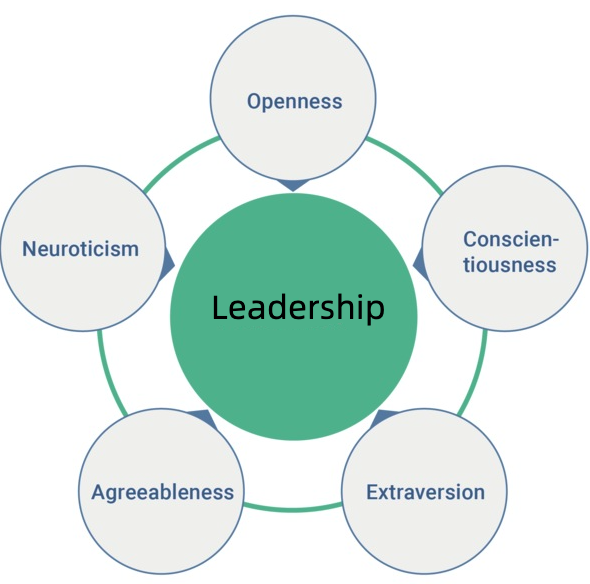 Openness
Neuroticism
Conscien-
tiousness
Leadership
Agreeableness
Extraversion